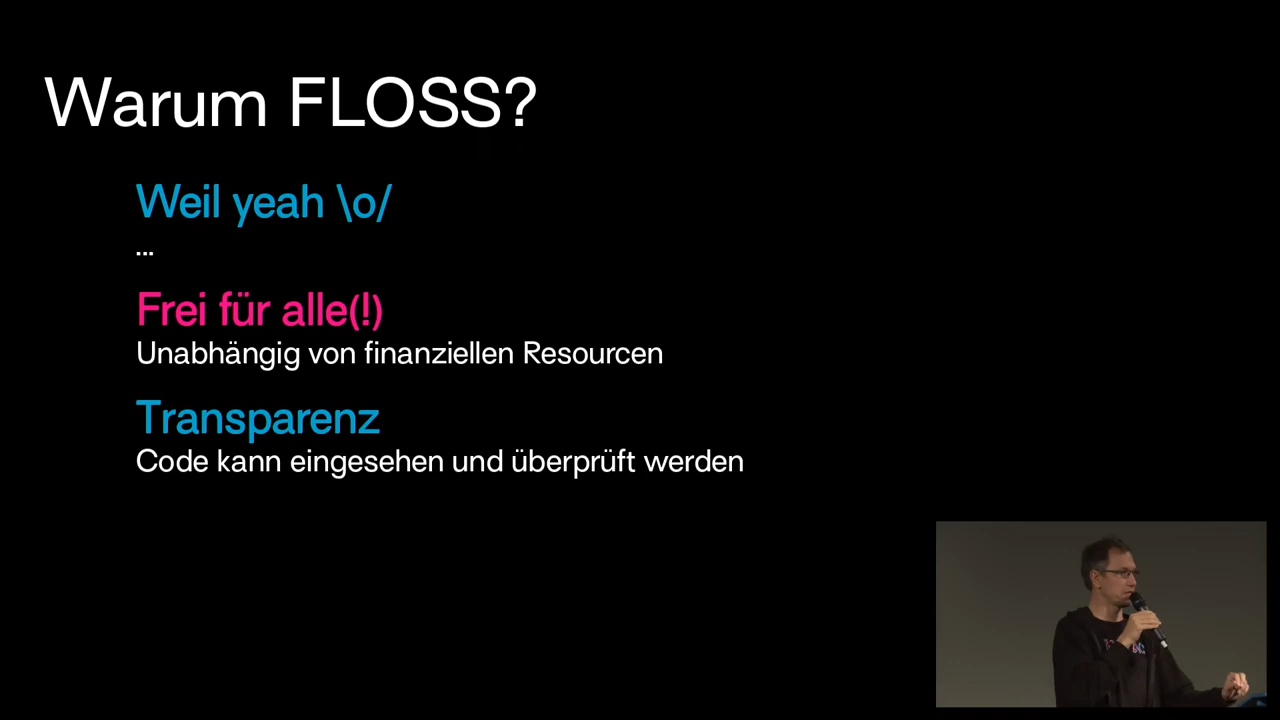 Warum FLOSS?
Weil yeah \o/
...
Frei für alle(!)
Unabhängig von finanziellen Resourcen
Transparenz
Code kann eingesehen und überprüft werden